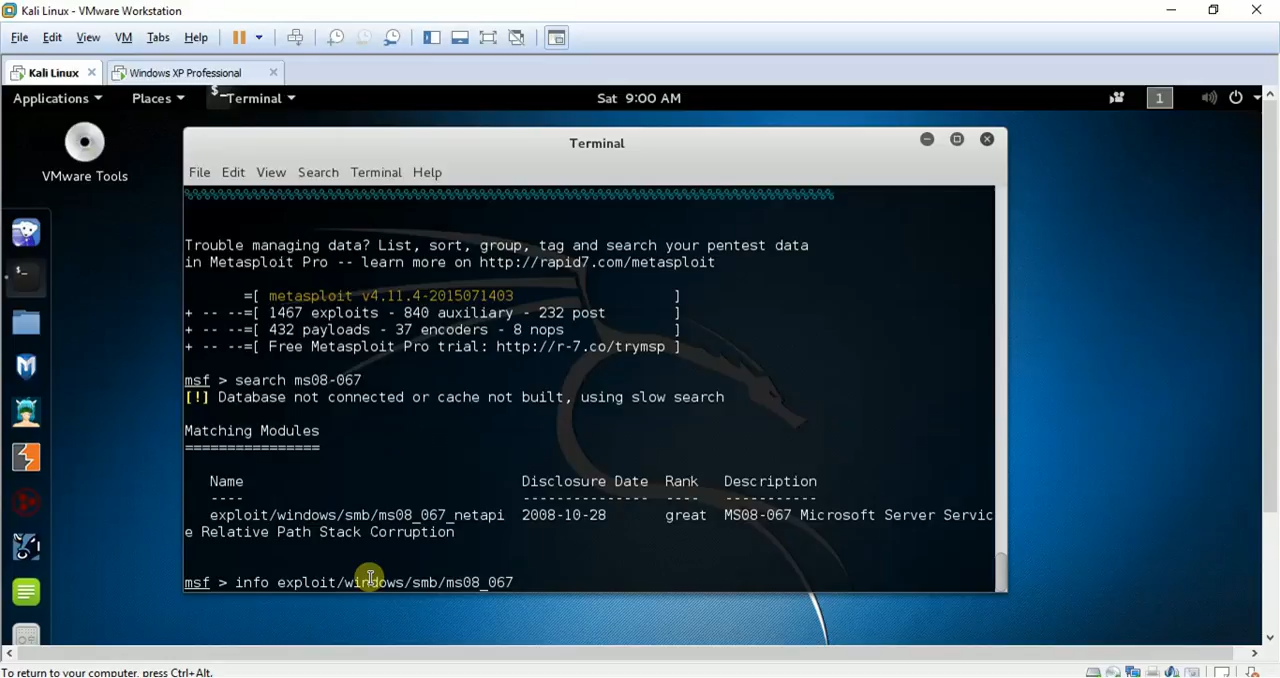 Kali Linux - VMware Workstation
File Edit View VM Tabs Help
Kali Linux Windows XP Professional
Applications Places Terminal Sat 9:00 AM 1
VMware Tools
Terminal
File Edit View Search Terminal Help
%%%%%%%%%%%%%%%%%%%%%%%%%%%%%%%%%%%%%%%%%%%%%%%%%%%%%%%%%%%%%%%%%%%%%%%%%%%%%%%
Trouble managing data? List, sort, group, tag and search your pentest data
in Metasploit Pro -- learn more on http://rapid7.com/metasploit
=[ metasploit v4.11.4-2015071403 ]
+ -- --=[ 1467 exploits - 840 auxiliary - 232 post ]
+ -- --=[ 432 payloads - 37 encoders - 8 nops ]
+ -- --=[ Free Metasploit Pro trial: http://r-7.co/trymsp ]
msf > search ms08-067
[!] Database not connected or cache not built, using slow search
Matching Modules
================
Name Disclosure Date Rank Description
---- --------------- ---- -----------
exploit/windows/smb/ms08_067_netapi 2008-10-28 great MS08-067 Microsoft Server Servic
e Relative Path Stack Corruption
msf > info exploit/windows/smb/ms08_067
To return to your computer, press Ctrl+Alt.